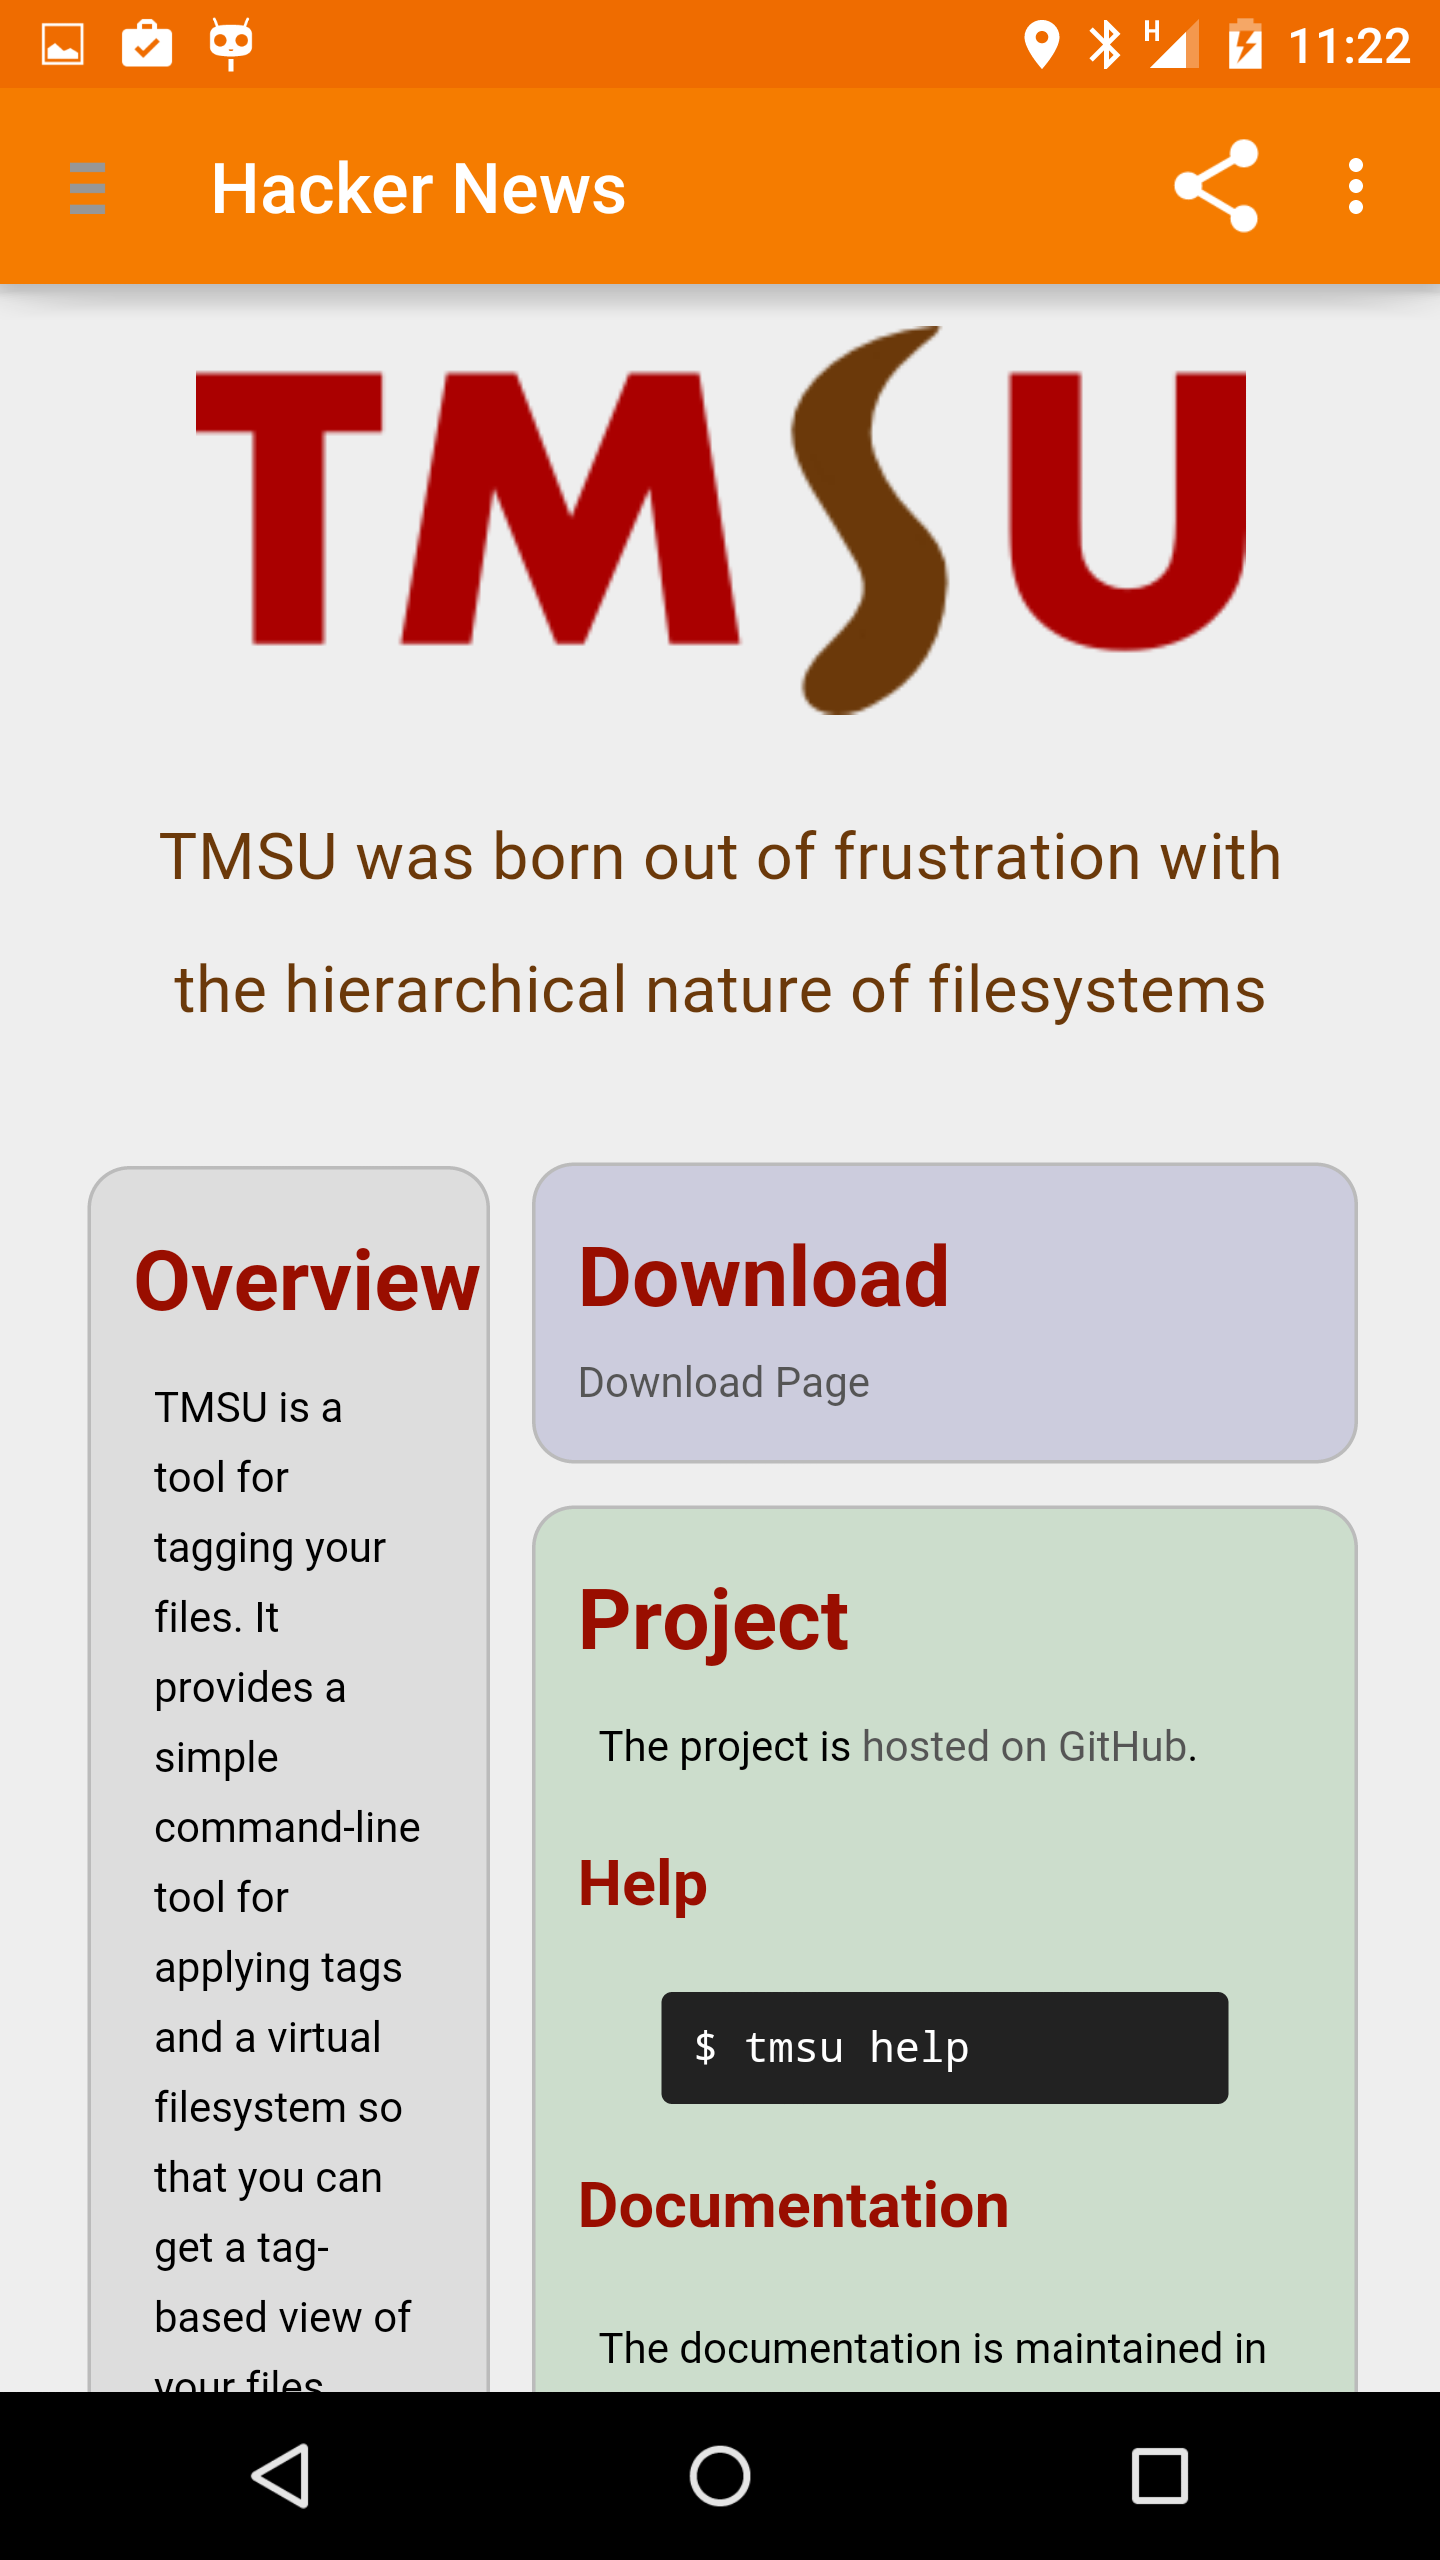 11:22
Hacker News
TMSU
TMSU was born out of frustration with
the hierarchical nature of filesystems
Overview
TMSU is a
tool for
tagging your
files. It
provides a
simple
command-line
tool for
applying tags
and a virtual
filesystem so
that you can
get a tag-
based view of
your files
Download
Download Page
Project
The project is hosted on GitHub.
Help
$ tmsu help
Documentation
The documentation is maintained in